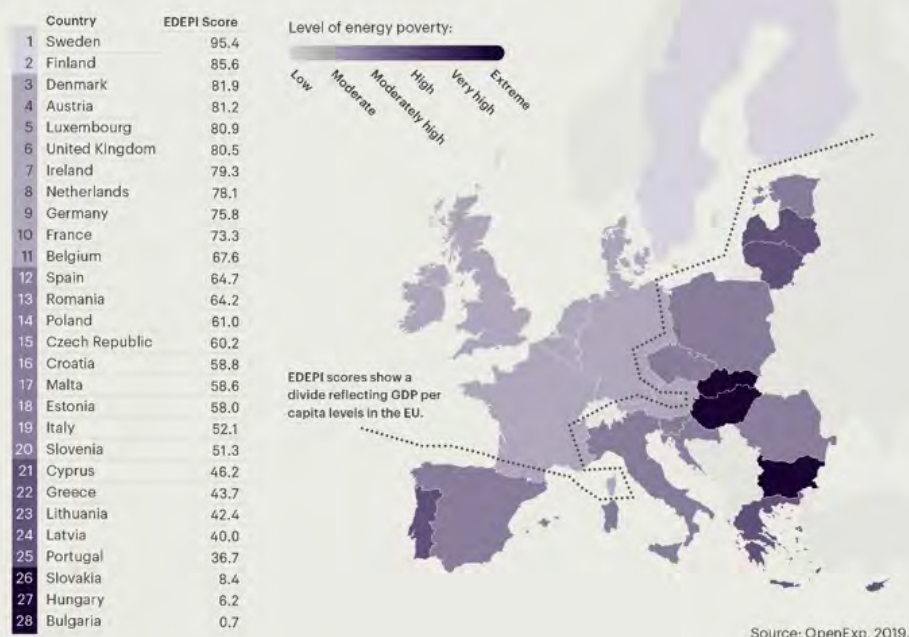 Country EDEPI Score
1 Sweden 95.4
2 Finland 85.6
3 Denmark 81.9
4 Austria 81.2
5 Luxembourg 80.9
6 United Kingdom 80.5
7 Ireland 79.3
8 Netherlands 78.1
9 Germany 75.8
10 France 73.3
11 Belgium 67.6
12 Spain 64.7
13 Romania 64.2
14 Poland 61.0
15 Czech Republic 60.2
16 Croatia 58.8
17 Malta 58.6
18 Estonia 58.0
19 Italy 52.1
20 Slovenia 51.3
21 Cyprus 46.2
22 Greece 43.7
23 Lithuania 42.4
24 Latvia 40.0
25 Portugal 36.7
26 Slovakia 8.4
27 Hungary 6.2
28 Bulgaria 0.7
Level of energy poverty:
Low
Moderate
Moderately high
High
Very high
Extreme
EDEPI scores show a
divide reflecting GDP per
capita levels in the EU.
Source: OpenExp, 2019